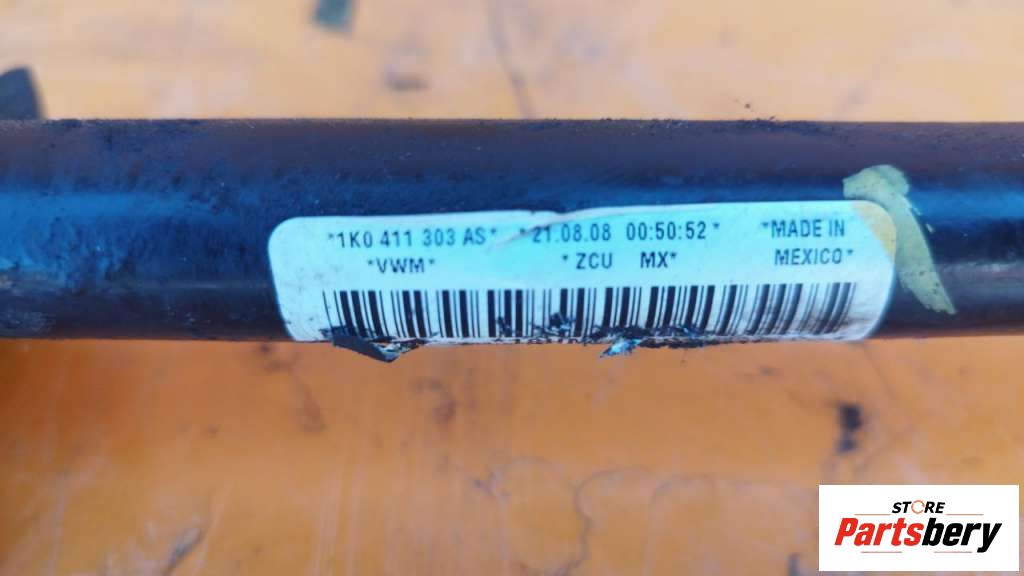 *1K0 411 303 AS* *21.08.08 00:50:52* *MADE IN
*VWM* *ZCU MX* MEXICO*
STORE
Partsbery